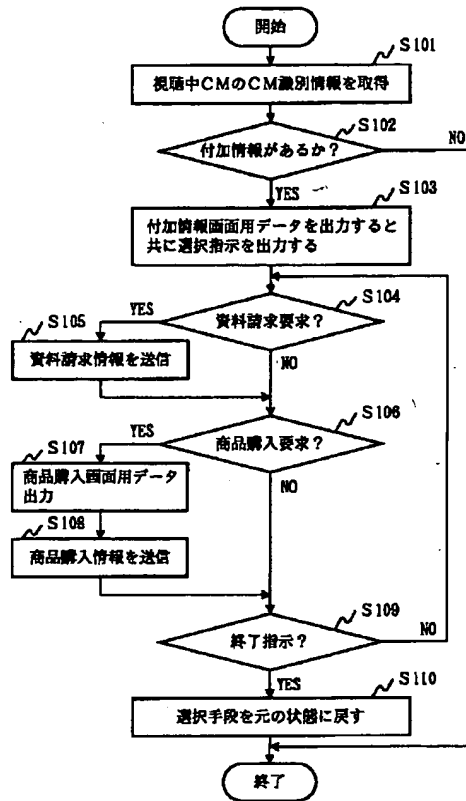 開始
S101
視聴中CMのCM識別情報を取得
S102
付加情報があるか?
NO
YES
S103
付加情報画面用データを出力すると
共に選択指示を出力する
S104
YES
資料請求要求?
S105
資料請求情報を送信
NO
S106
YES
商品購入要求?
S107
商品購入画面用データ
出力
NO
S108
商品購入情報を送信
S109
終了指示?
NO
YES
S110
選択手段を元の状態に戻す
終了